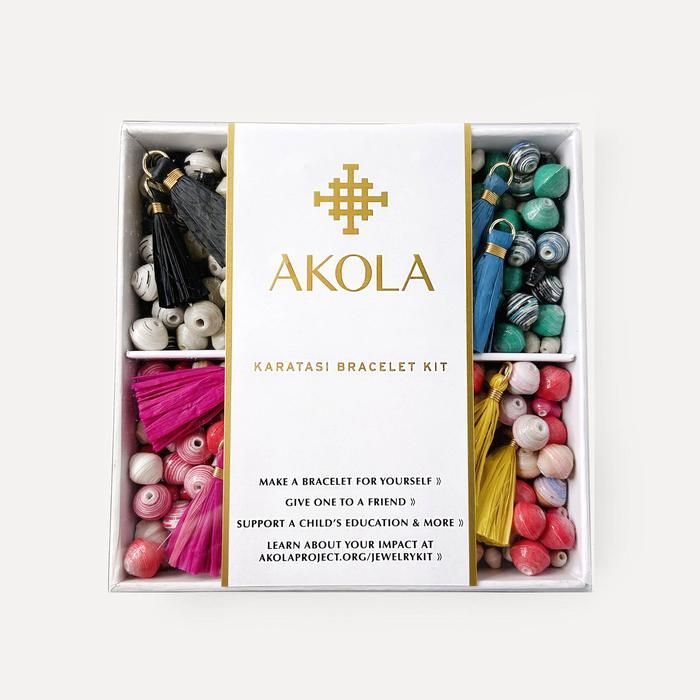 AKOLA
KARATASI BRACELET KIT
MAKE A BRACELET FOR YOURSELF »
GIVE ONE TO A FRIEND »
SUPPORT A CHILD'S EDUCATION & MORE »
LEARN ABOUT YOUR IMPACT AT
AKOLAPROJECT.ORG/JEWELRYKIT »